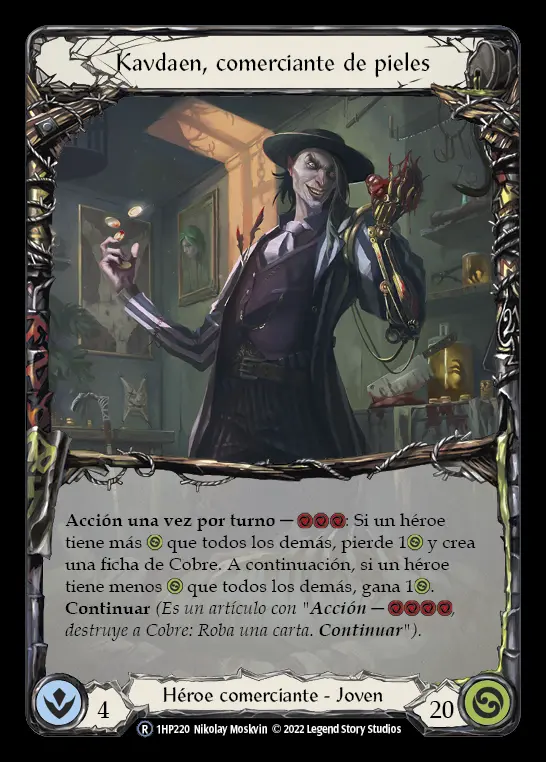 Kavdaen, comerciante de pieles
Acción una vez por turno — : Si un héroe
tiene más que todos los demás, pierde 1 y crea
una ficha de Cobre. A continuación, si un héroe
tiene menos que todos los demás, gana 1.
Continuar (Es un artículo con "Acción — ,
destruye a Cobre: Roba una carta. Continuar").
Héroe comerciante - Joven
4
20
R 1HP220 Nikolay Moskvin © 2022 Legend Story Studios